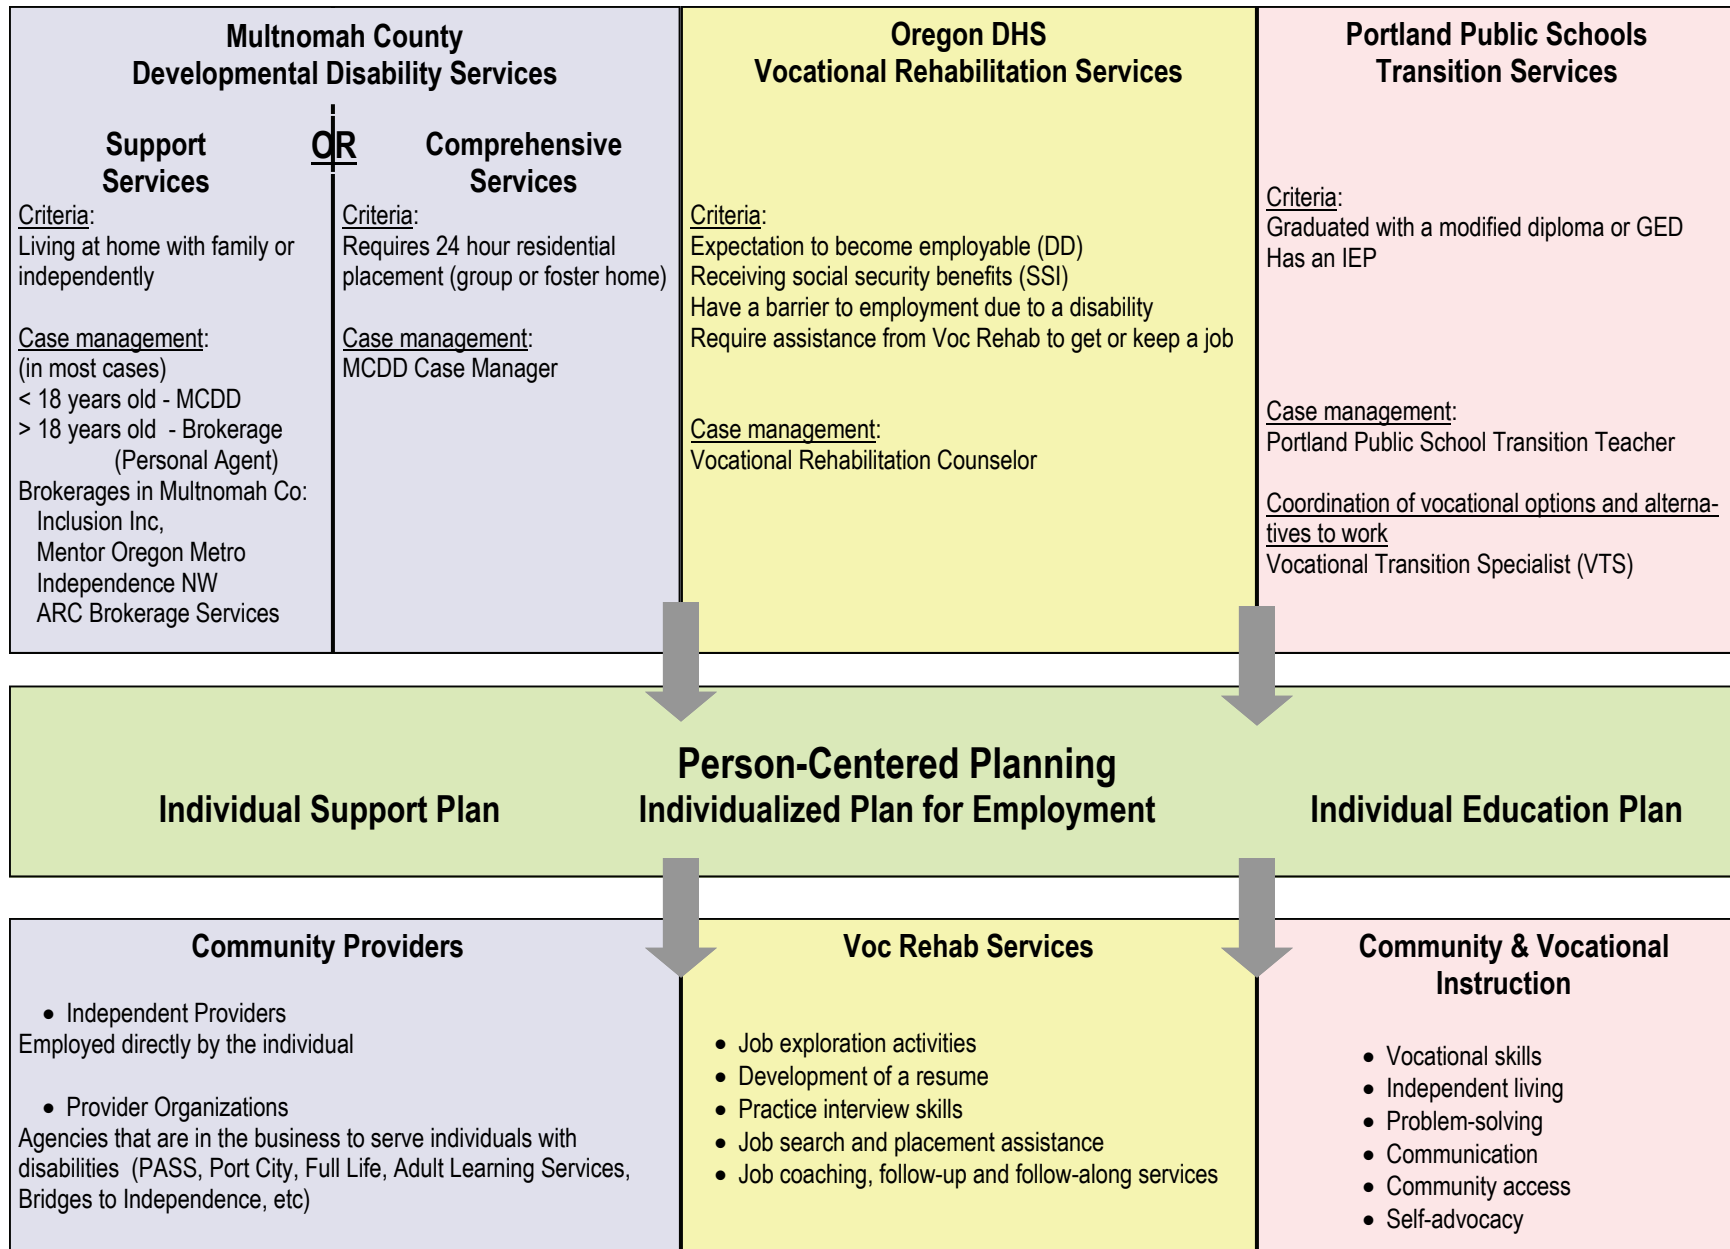 Multnomah County
Developmental Disability Services
Support
Services
OR
Comprehensive
Services
Criteria:
Living at home with family or
independently
Case management:
(in most cases)
< 18 years old - MCDD
> 18 years old - Brokerage
(Personal Agent)
Brokerages in Multnomah Co:
Inclusion Inc,
Mentor Oregon Metro
Independence NW
ARC Brokerage Services
Criteria:
Requires 24 hour residential
placement (group or foster home)
Case management:
MCDD Case Manager
Oregon DHS
Vocational Rehabilitation Services
Criteria:
Expectation to become employable (DD)
Receiving social security benefits (SSI)
Have a barrier to employment due to a disability
Require assistance from Voc Rehab to get or keep a job
Case management:
Vocational Rehabilitation Counselor
Portland Public Schools
Transition Services
Criteria:
Graduated with a modified diploma or GED
Has an IEP
Case management:
Portland Public School Transition Teacher
Coordination of vocational options and alterna-
tives to work
Vocational Transition Specialist (VTS)
Person-Centered Planning
Individual Support Plan
Individualized Plan for Employment
Individual Education Plan
Community Providers
• Independent Providers
Employed directly by the individual
• Provider Organizations
Agencies that are in the business to serve individuals with
disabilities (PASS, Port City, Full Life, Adult Learning Services,
Bridges to Independence, etc)
Voc Rehab Services
• Job exploration activities
• Development of a resume
• Practice interview skills
• Job search and placement assistance
• Job coaching, follow-up and follow-along services
Community & Vocational
Instruction
• Vocational skills
• Independent living
• Problem-solving
• Communication
• Community access
• Self-advocacy